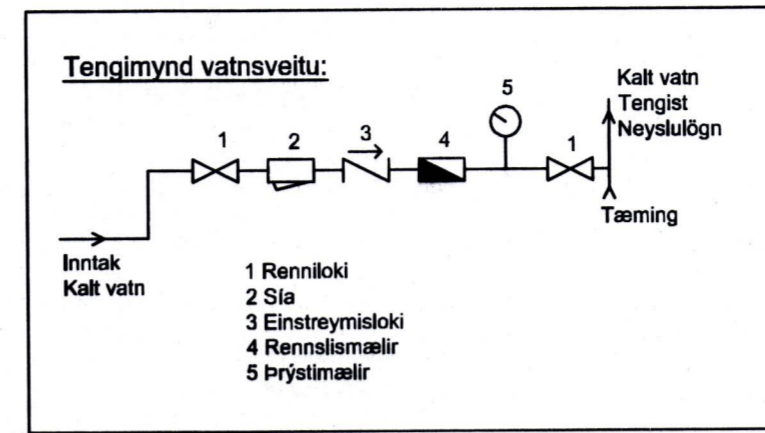 Tengimynd vatnsveitu:
1
2
3
4
5
1
Kalt vatn
Tengist
Neyslulögn
Tæming
Inntak
Kalt vatn
1 Renniloki
2 Sía
3 Einstreymisloki
4 Rennslismælir
5 Þrýstimælir